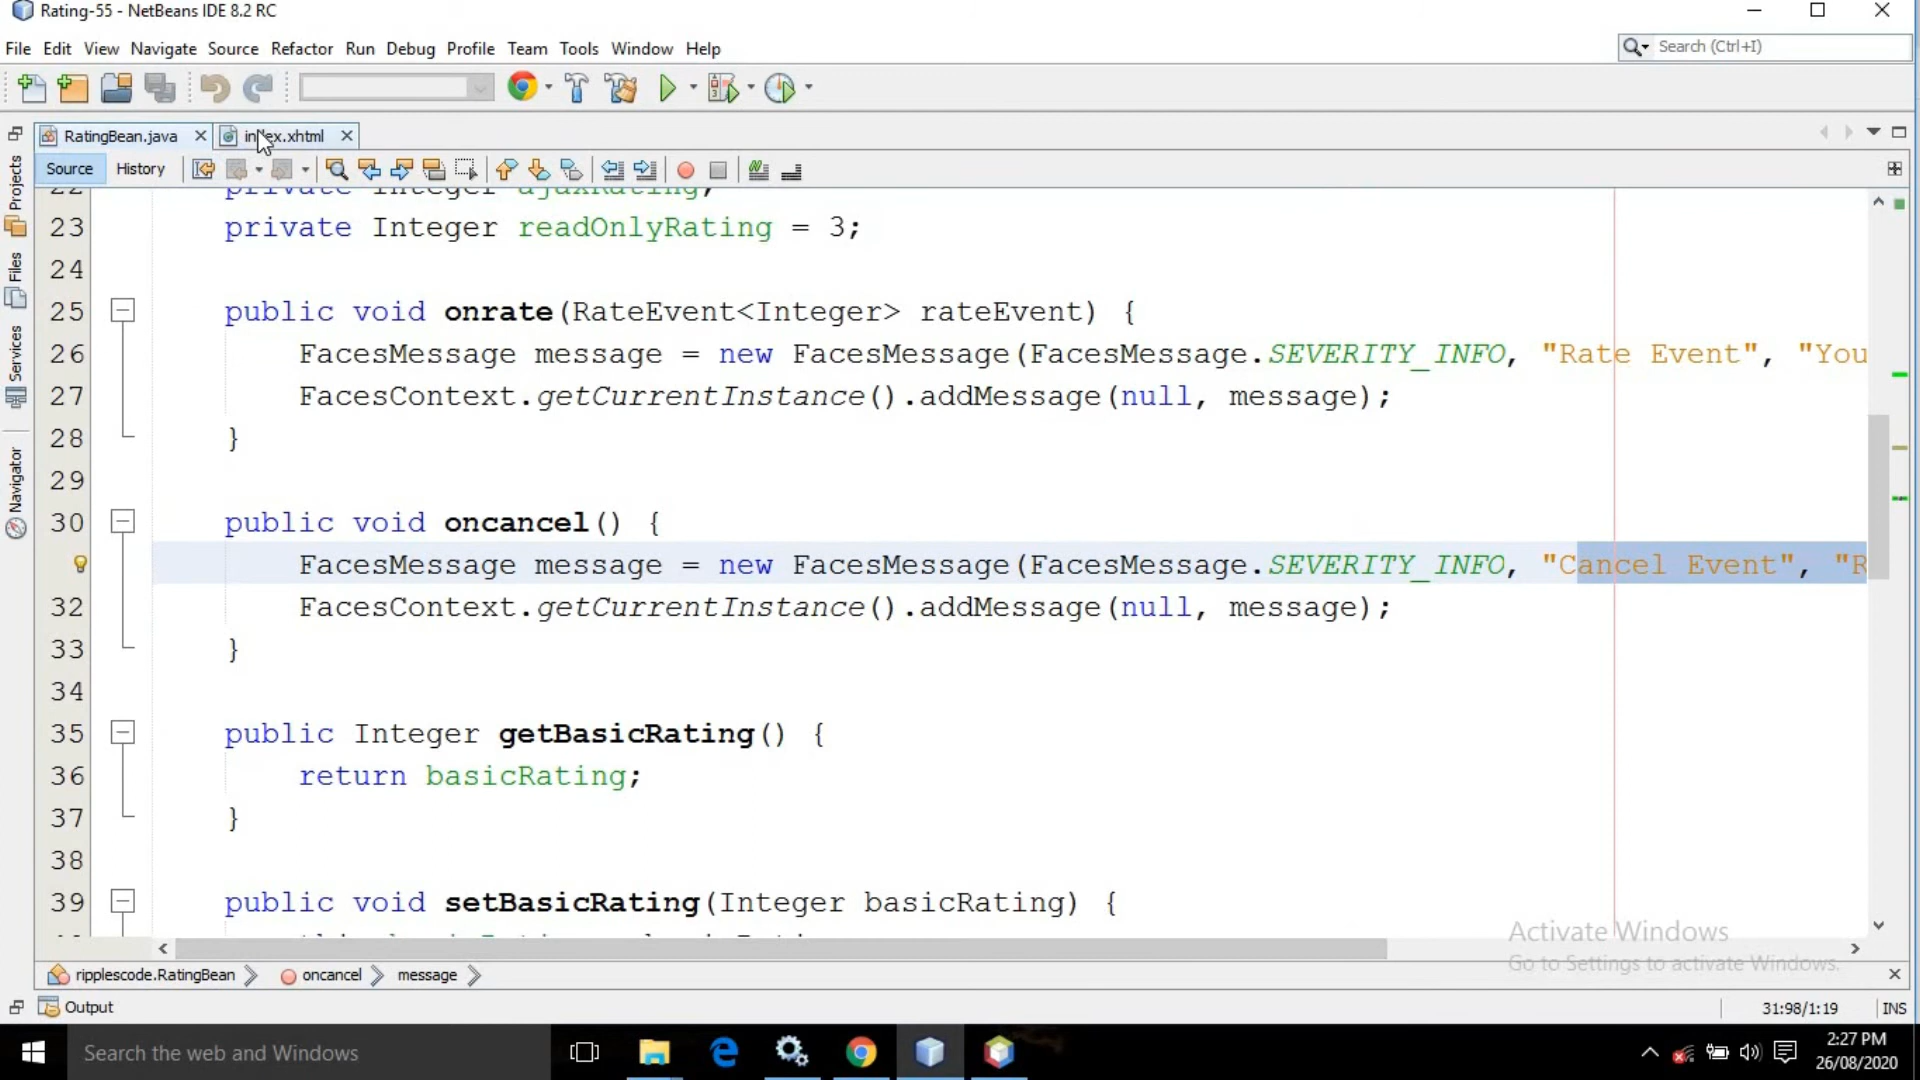 Rating-55 - NetBeans IDE 8.2 RC
File Edit View Navigate Source Refactor Run Debug Profile Team Tools Window Help
Search (Ctrl+I)
RatingBean.java index.xhtml
Source History
Projects
Files
Services
Navigator
22 private Integer ajaxRating;
23 private Integer readOnlyRating = 3;
24
25 public void onrate(RateEvent<Integer> rateEvent) {
26 FacesMessage message = new FacesMessage(FacesMessage.SEVERITY_INFO, "Rate Event", "You
27 FacesContext.getCurrentInstance().addMessage(null, message);
28 }
29
30 public void oncancel() {
FacesMessage message = new FacesMessage(FacesMessage.SEVERITY_INFO, "Cancel Event", "R
32 FacesContext.getCurrentInstance().addMessage(null, message);
33 }
34
35 public Integer getBasicRating() {
36 return basicRating;
37 }
38
39 public void setBasicRating(Integer basicRating) {
Activate Windows
Go to Settings to activate Windows.
ripplescode.RatingBean oncancel message
Output
31:98/1:19 INS
Search the web and Windows
2:27 PM
26/08/2020